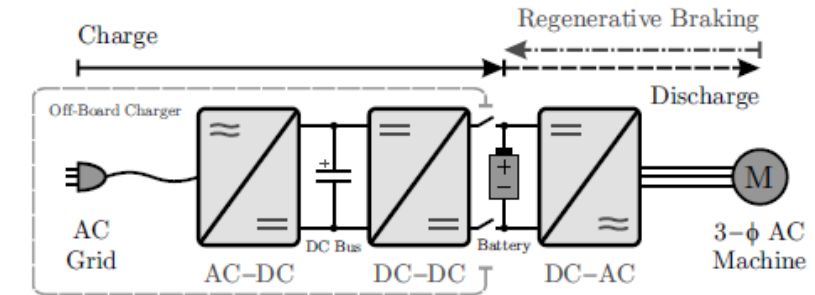 Regenerative Braking
Charge
Discharge
Off-Board Charger
M
AC
Grid
DC Bus
Battery
3–ϕ AC
Machine
AC–DC
DC–DC
DC–AC